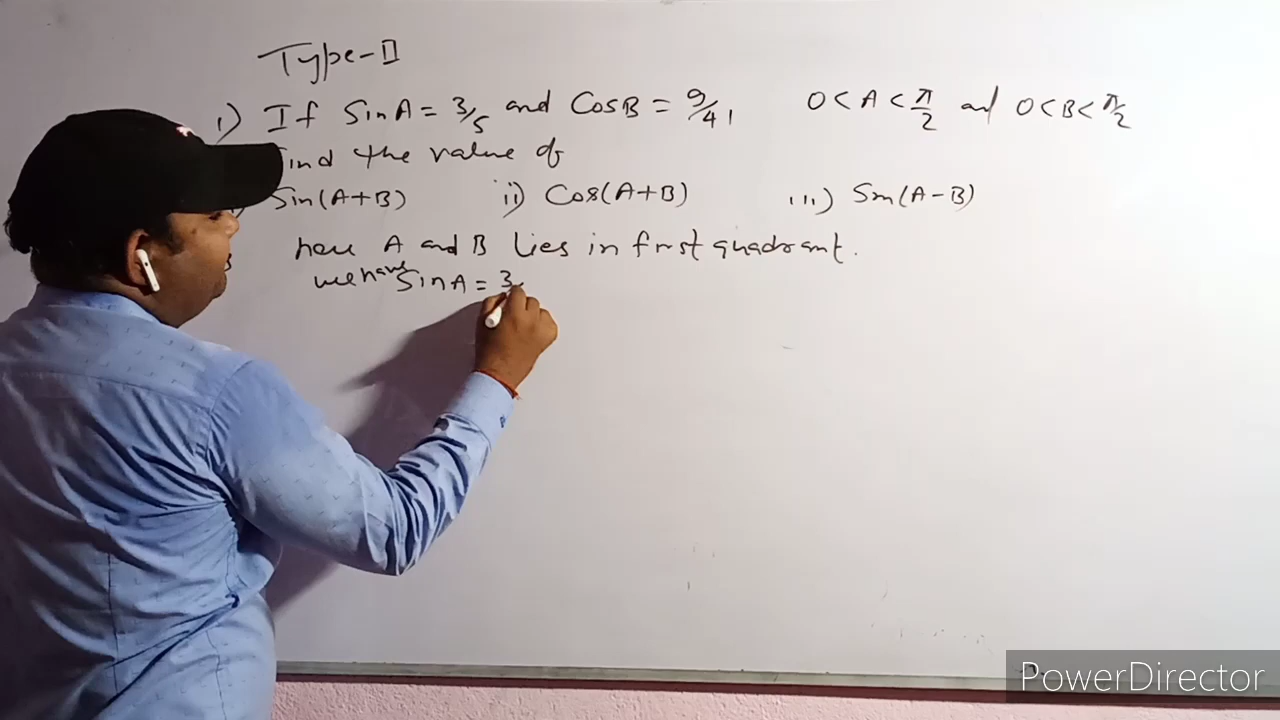 Type-II
1) If SinA = 3/5 and CosB = 9/41, 0 < A < π/2 and 0 < B < π/2
find the value of
Sin(A+B) ii) Cos(A+B) iii) Sin(A-B)
here A and B lies in first quadrant.
we have SinA = 3
PowerDirector